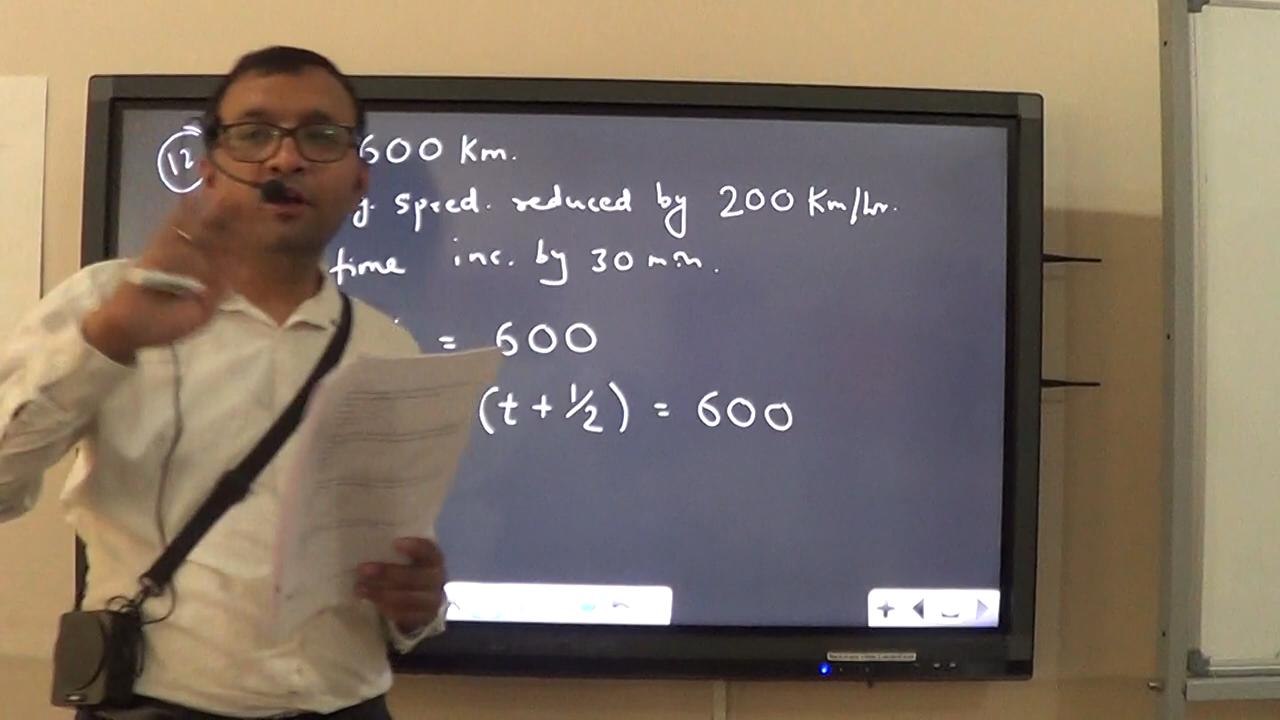 12 600 Km.
speed. reduced by 200 Km/hr.
time inc. by 30 min.
= 600
(t + 1/2) = 600